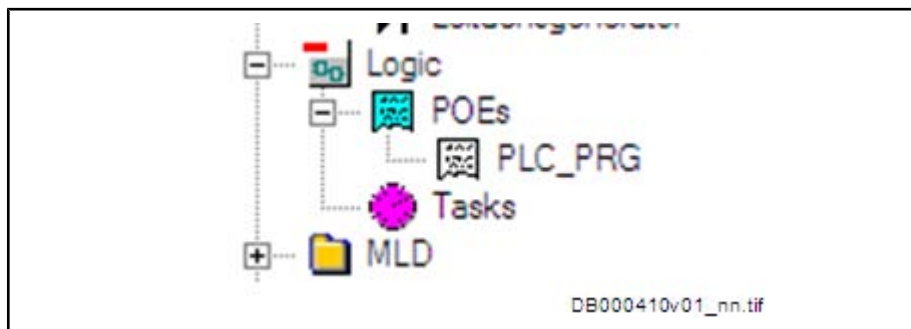 Logic
POEs
PLC_PRG
Tasks
MLD
DB000410v01_nn.tif